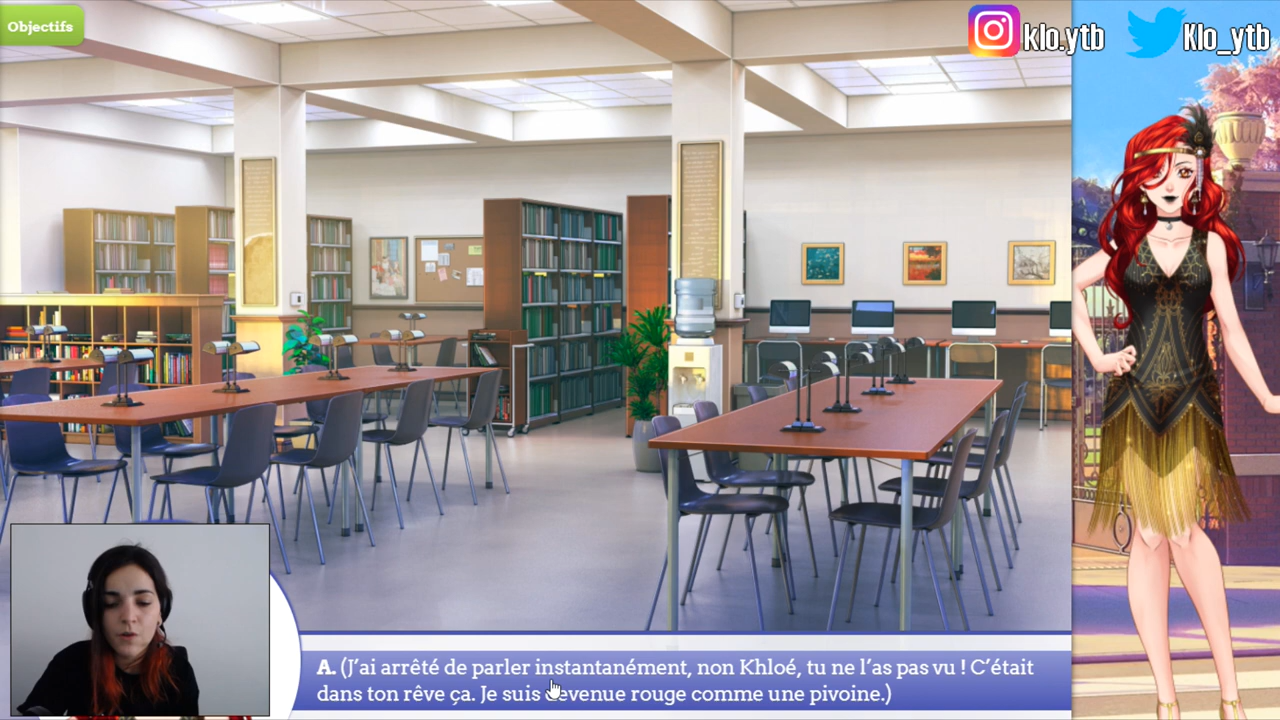 Objectifs
klo.ytb
Klo_ytb
A. (J'ai arrêté de parler instantanément, non Khloé, tu ne l'as pas vu ! C'était
dans ton rêve ça. Je suis devenue rouge comme une pivoine.)